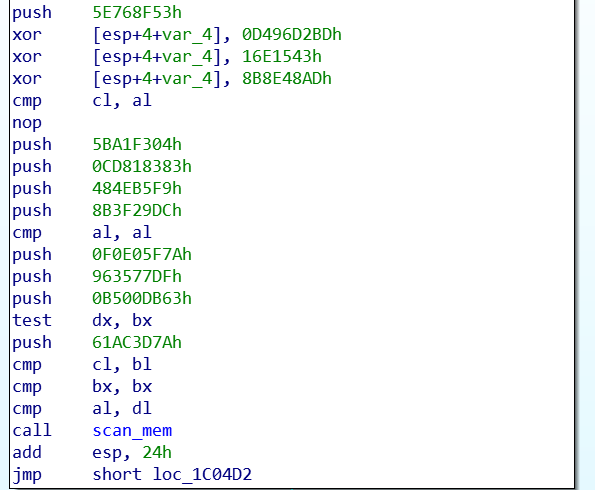 push 5E768F53h
xor [esp+4+var_4], 0D496D2BDh
xor [esp+4+var_4], 16E1543h
xor [esp+4+var_4], 8B8E48ADh
cmp cl, al
nop
push 5BA1F304h
push 0CD818383h
push 484EB5F9h
push 8B3F29DCh
cmp al, al
push 0F0E05F7Ah
push 963577DFh
push 0B500DB63h
test dx, bx
push 61AC3D7Ah
cmp cl, bl
cmp bx, bx
cmp al, dl
call scan_mem
add esp, 24h
jmp short loc_1C04D2